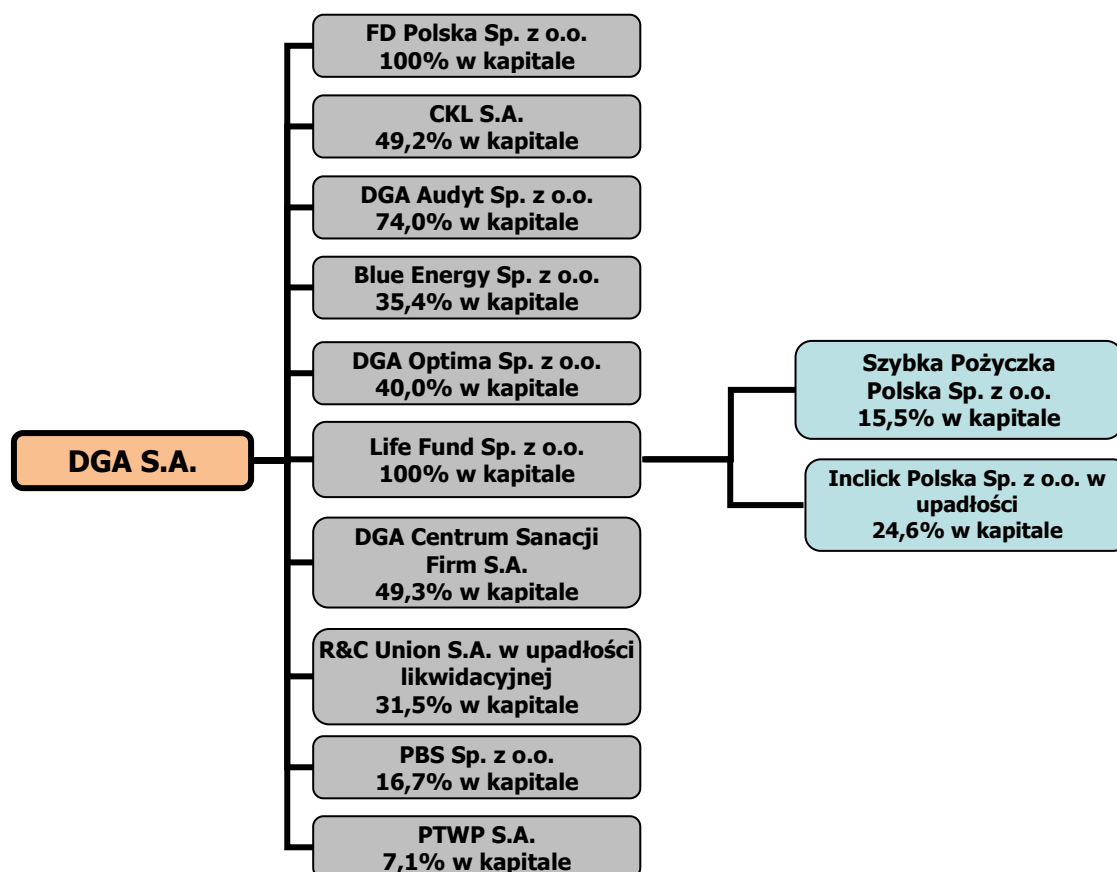 FD Polska Sp. z o.o.
100% w kapitale
CKL S.A.
49,2% w kapitale
DGA Audyt Sp. z o.o.
74,0% w kapitale
Blue Energy Sp. z o.o.
35,4% w kapitale
DGA Optima Sp. z o.o.
40,0% w kapitale
DGA S.A.
Life Fund Sp. z o.o.
100% w kapitale
DGA Centrum Sanacji
Firm S.A.
49,3% w kapitale
R&C Union S.A. w upadłości
likwidacyjnej
31,5% w kapitale
PBS Sp. z o.o.
16,7% w kapitale
PTWP S.A.
7,1% w kapitale
Szybka Pożyczka
Polska Sp. z o.o.
15,5% w kapitale
Inclick Polska Sp. z o.o. w
upadłości
24,6% w kapitale